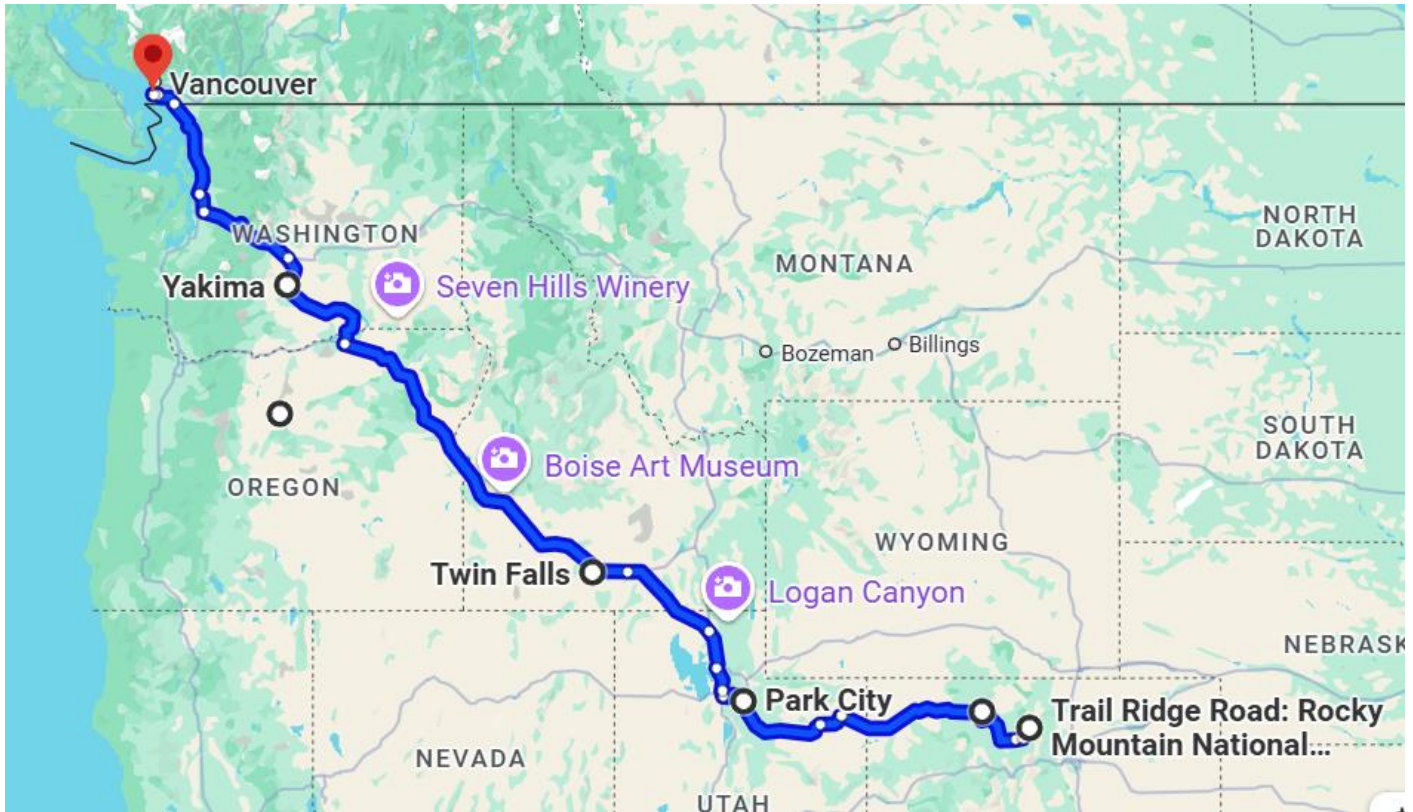 Vancouver
NORTH
DAKOTA
WASHINGTON
MONTANA
Yakima
Seven Hills Winery
Bozeman
Billings
SOUTH
DAKOTA
Boise Art Museum
OREGON
WYOMING
Twin Falls
Logan Canyon
NEBRASK
Park City
Trail Ridge Road: Rocky
Mountain National...
NEVADA
UTAH